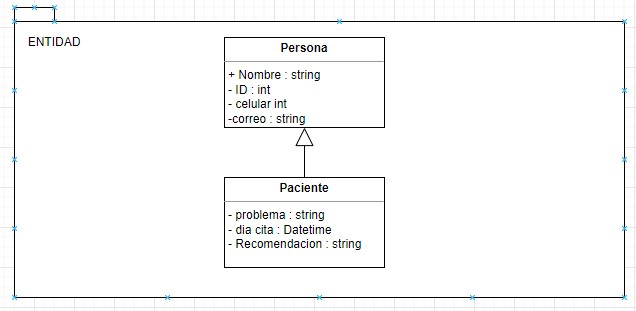 ENTIDAD
Persona
+ Nombre : string
- ID : int
- celular int
-correo : string
Paciente
- problema : string
- dia cita : Datetime
- Recomendacion : string